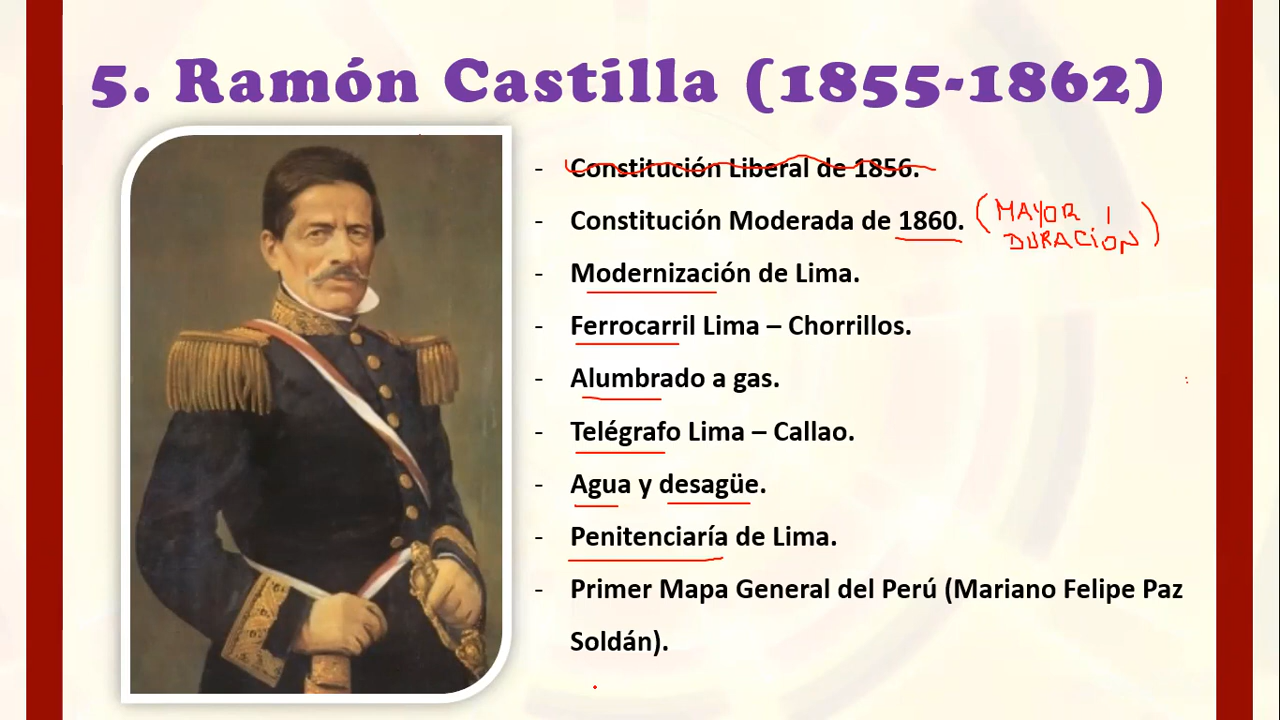 5. Ramón Castilla (1855-1862)
- Constitución Liberal de 1856.
- Constitución Moderada de 1860. (MAYOR
DURACIÓN)
- Modernización de Lima.
- Ferrocarril Lima – Chorrillos.
- Alumbrado a gas.
- Telégrafo Lima – Callao.
- Agua y desagüe.
- Penitenciaría de Lima.
- Primer Mapa General del Perú (Mariano Felipe Paz
Soldán).